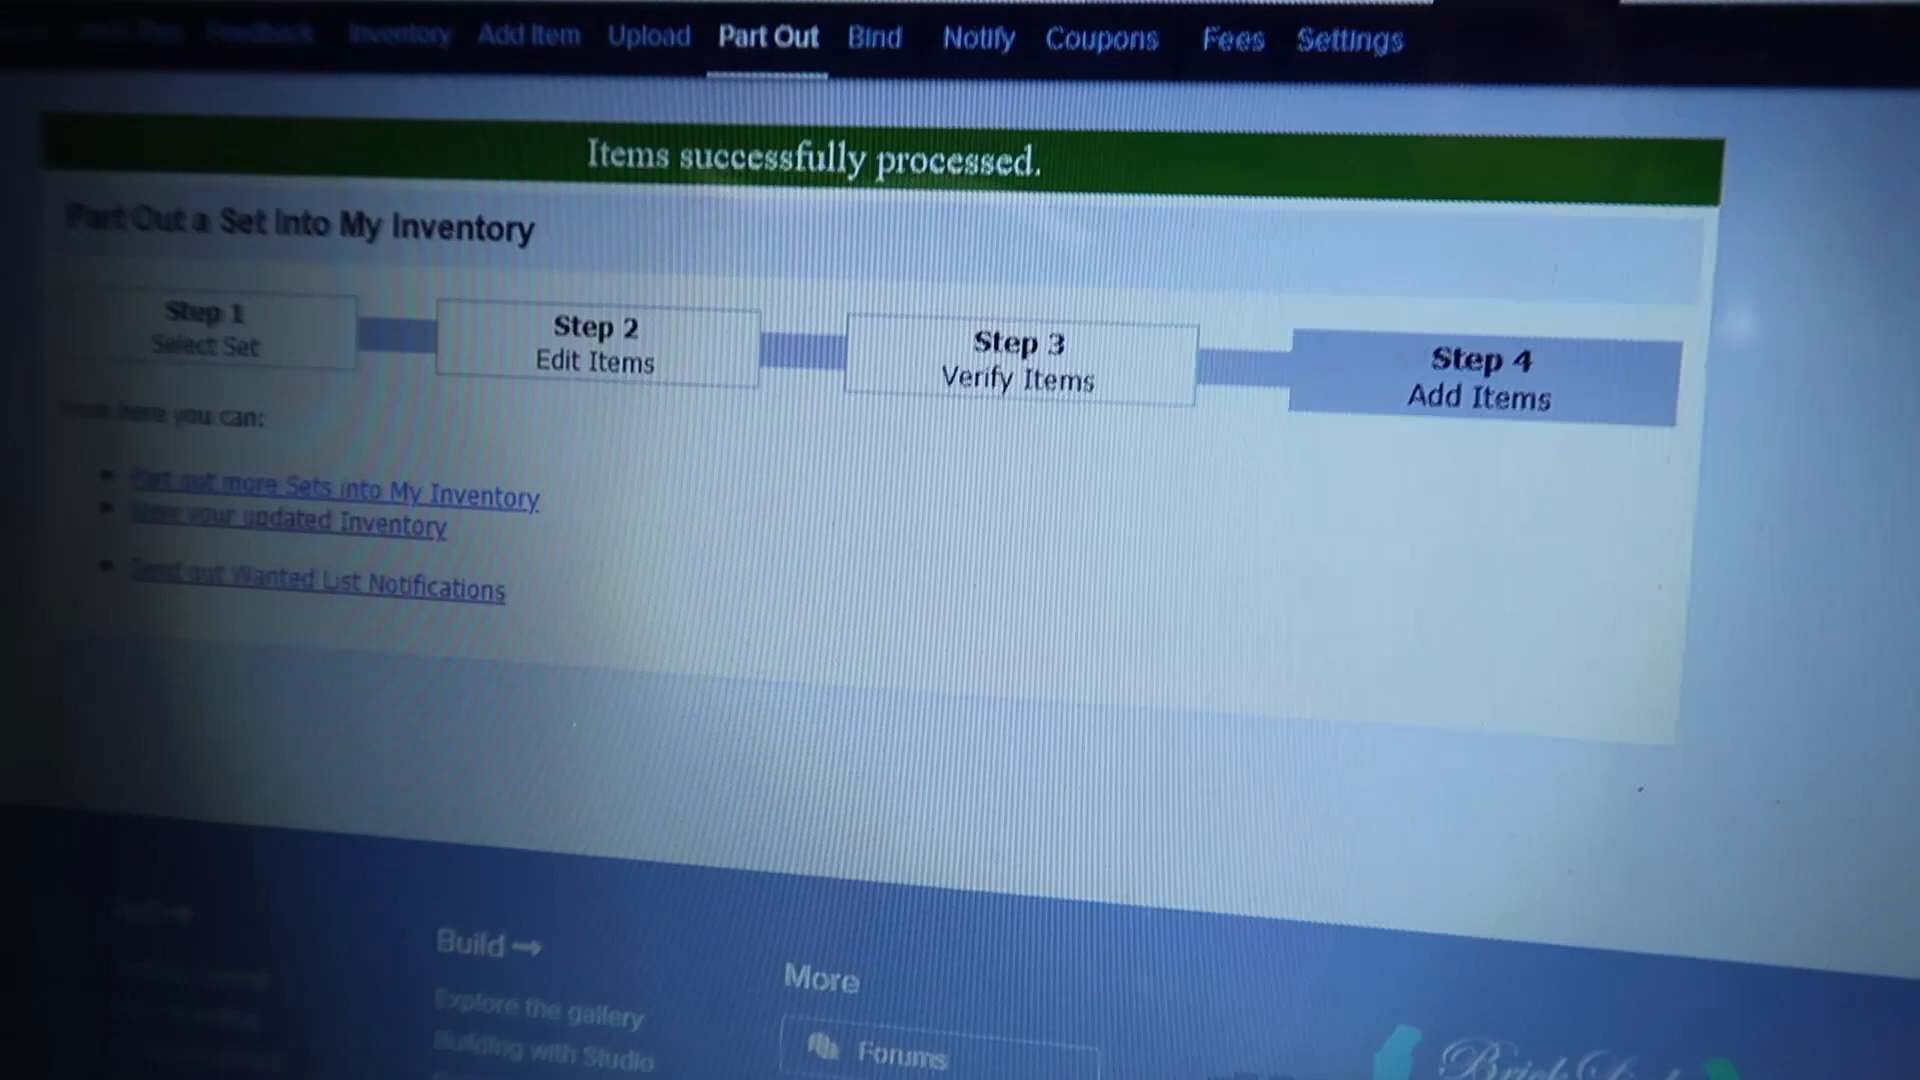 Feedback Inventory Add Item Upload Part Out Bind Notify Coupons Fees Settings
Items successfully processed.
Part Out a Set Into My Inventory
Step 1
Select Set
Step 2
Edit Items
Step 3
Verify Items
Step 4
Add Items
From here you can:
Part out more Sets into My Inventory
View your updated Inventory
Send out Wanted List Notifications
Build →
Explore the gallery
Building with Studio
More
Forums